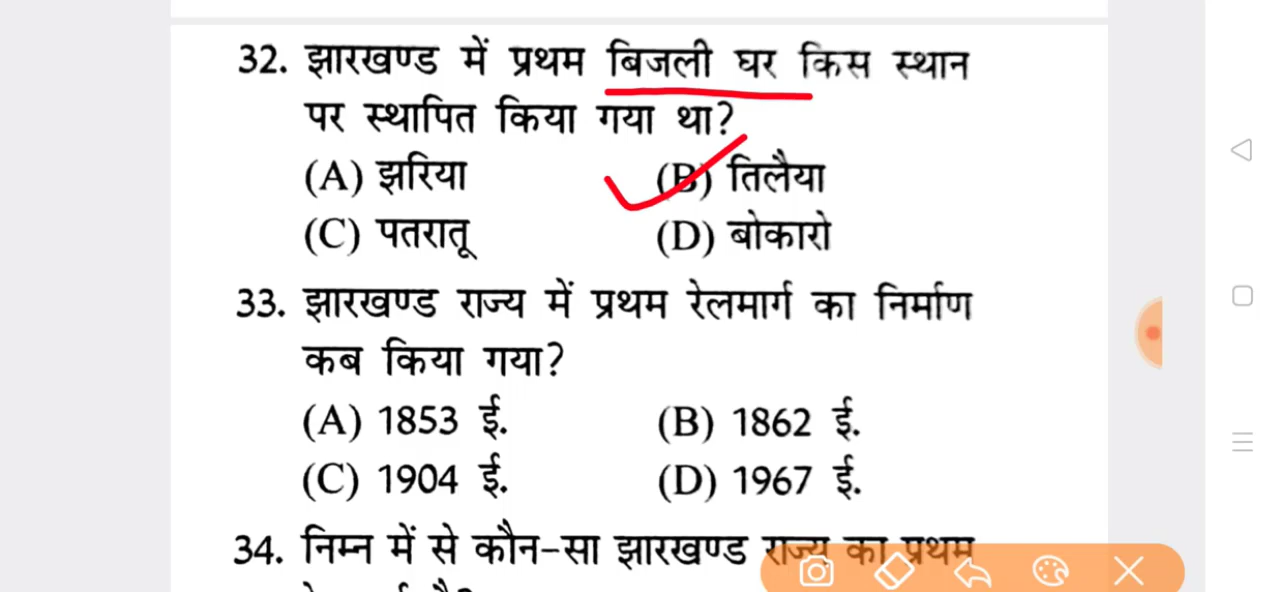 32. झारखण्ड में प्रथम बिजली घर किस स्थान
पर स्थापित किया गया था?
(A) झरिया (B) तिलैया
(C) पतरातू (D) बोकारो
33. झारखण्ड राज्य में प्रथम रेलमार्ग का निर्माण
कब किया गया?
(A) 1853 ई. (B) 1862 ई.
(C) 1904 ई. (D) 1967 ई.
34. निम्न में से कौन-सा झारखण्ड राज्य का प्रथम